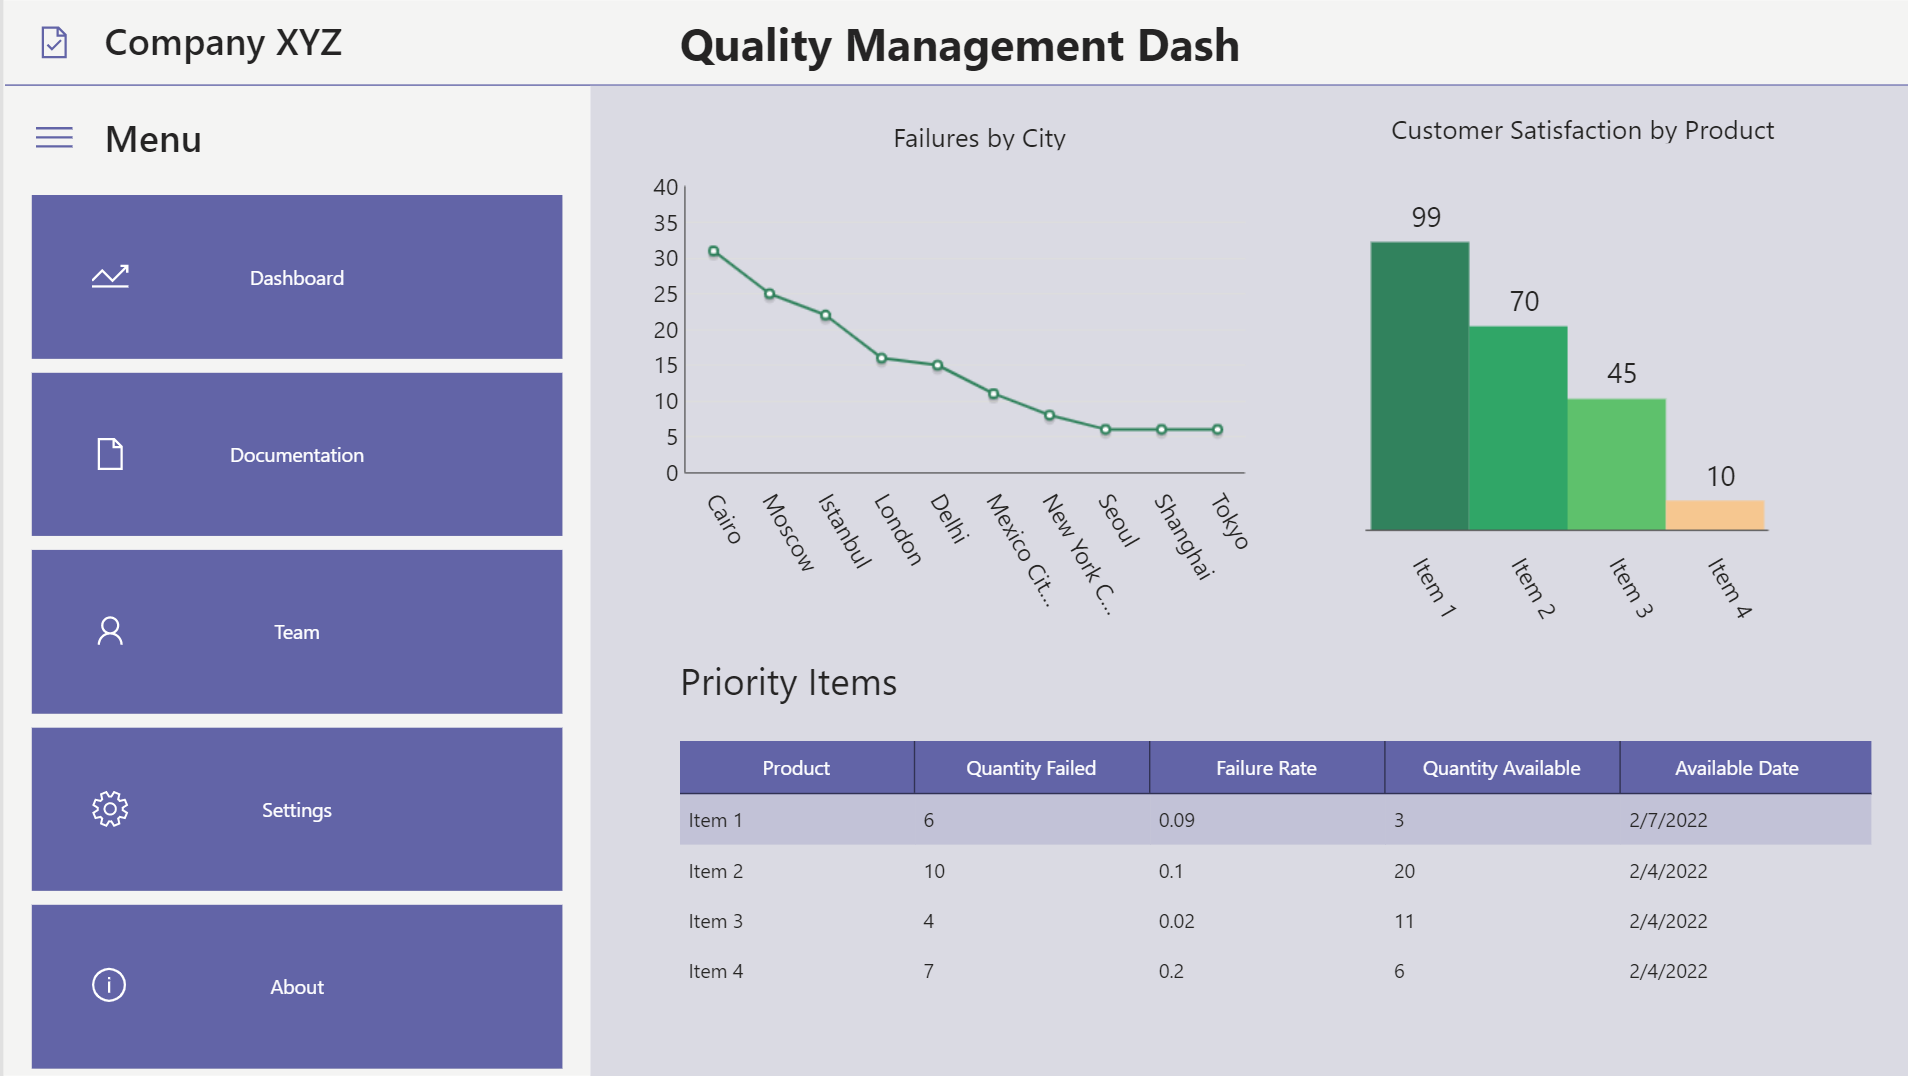 Company XYZ
Quality Management Dash
Menu
Dashboard
Documentation
Team
Settings
About
Failures by City
40
35
30
25
20
15
10
5
0
Cairo
Moscow
Istanbul
London
Delhi
Mexico Cit...
New York C...
Seoul
Shanghai
Tokyo
Customer Satisfaction by Product
99
70
45
10
Item 1
Item 2
Item 3
Item 4
Priority Items
Product Quantity Failed Failure Rate Quantity Available Available Date
Item 1 6 0.09 3 2/7/2022
Item 2 10 0.1 20 2/4/2022
Item 3 4 0.02 11 2/4/2022
Item 4 7 0.2 6 2/4/2022